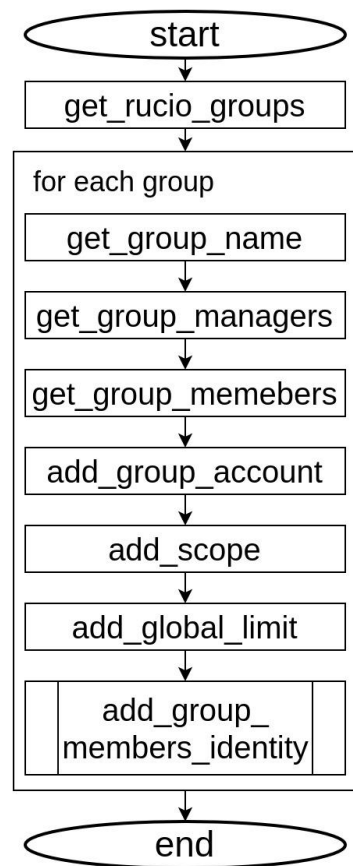 start
get_rucio_groups
for each group
get_group_name
get_group_managers
get_group_memebers
add_group_account
add_scope
add_global_limit
add_group_
members_identity
end